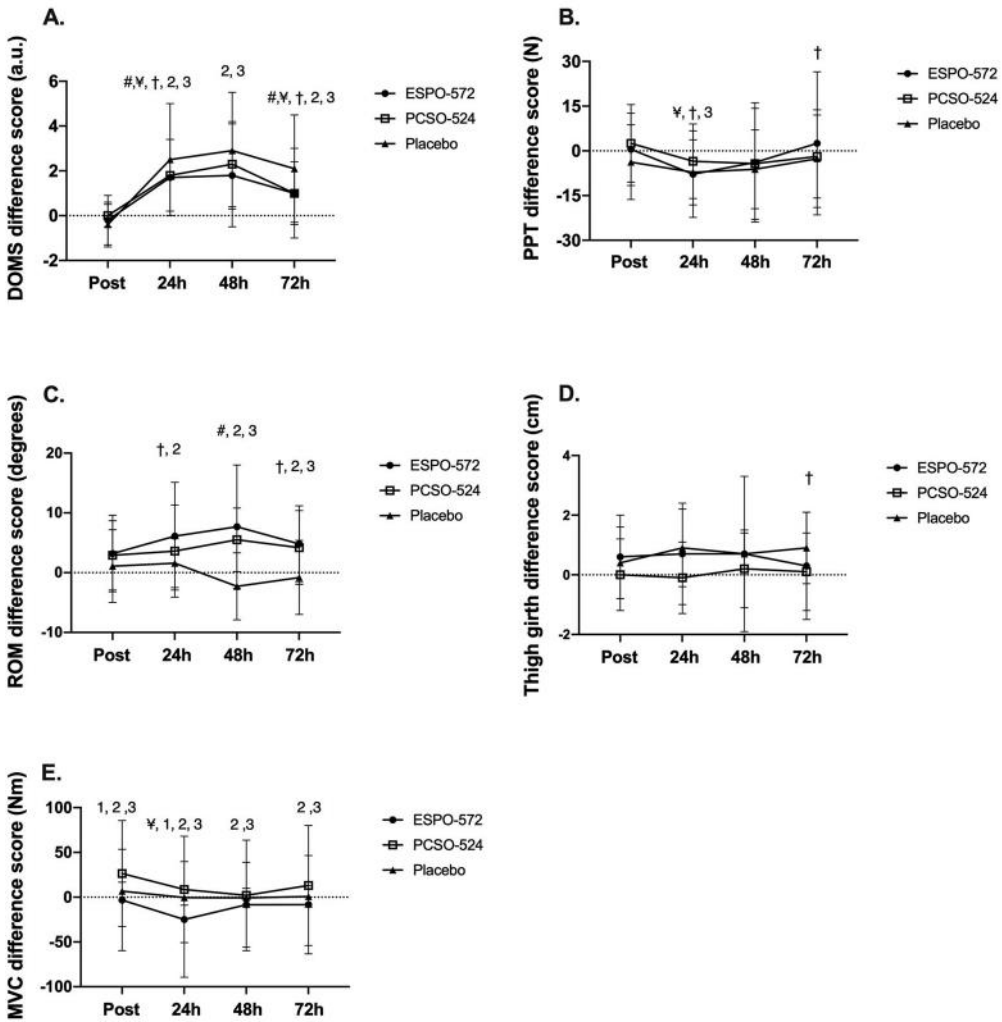 A.
DOMS difference score (a.u.)
6
4
2
0
-2
#,¥, †, 2, 3
2, 3
#,¥, †, 2, 3
Post 24h 48h 72h
ESPO-572
PCSO-524
Placebo
B.
PPT difference score (N)
30
15
0
-15
-30
¥, †, 3
†
Post 24h 48h 72h
ESPO-572
PCSO-524
Placebo
C.
ROM difference score (degrees)
20
10
0
-10
†, 2
#, 2, 3
†, 2, 3
Post 24h 48h 72h
ESPO-572
PCSO-524
Placebo
D.
Thigh girth difference score (cm)
4
2
0
-2
†
Post 24h 48h 72h
ESPO-572
PCSO-524
Placebo
E.
MVC difference score (Nm)
100
50
0
-50
-100
1, 2 ,3
¥, 1, 2, 3
2 ,3
2 ,3
Post 24h 48h 72h
ESPO-572
PCSO-524
Placebo